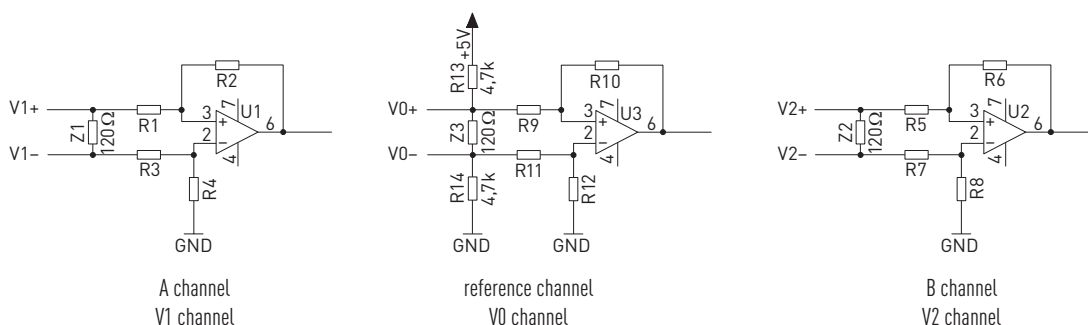 V1+
V1–
Z1
120Ω
R1
R3
R2
R4
3
2
7
4
6
U1
+
–
GND
A channel
V1 channel
+5V
R13
4,7k
V0+
V0–
Z3
120Ω
R14
4,7k
R9
R11
R10
R12
3
2
7
4
6
U3
+
–
GND
GND
reference channel
V0 channel
V2+
V2–
Z2
120Ω
R5
R7
R6
R8
3
2
7
4
6
U2
+
–
GND
B channel
V2 channel